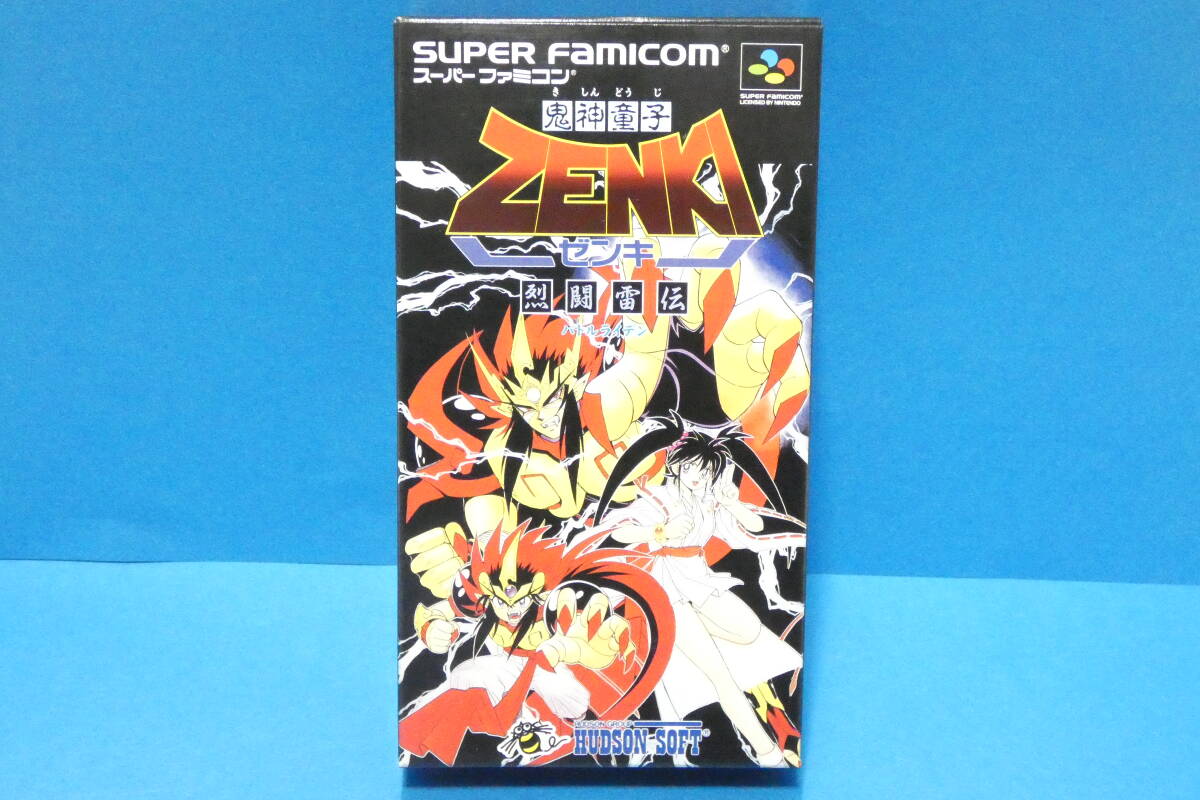 SUPER FAMICOM®
スーパーファミコン®
SUPER FAMICOM®
LICENSED BY NINTENDO
きしんどうじ
鬼神童子
ZENKI
ゼンキ
烈闘雷伝
バトルライデン
HUDSON GROUP
HUDSON SOFT®